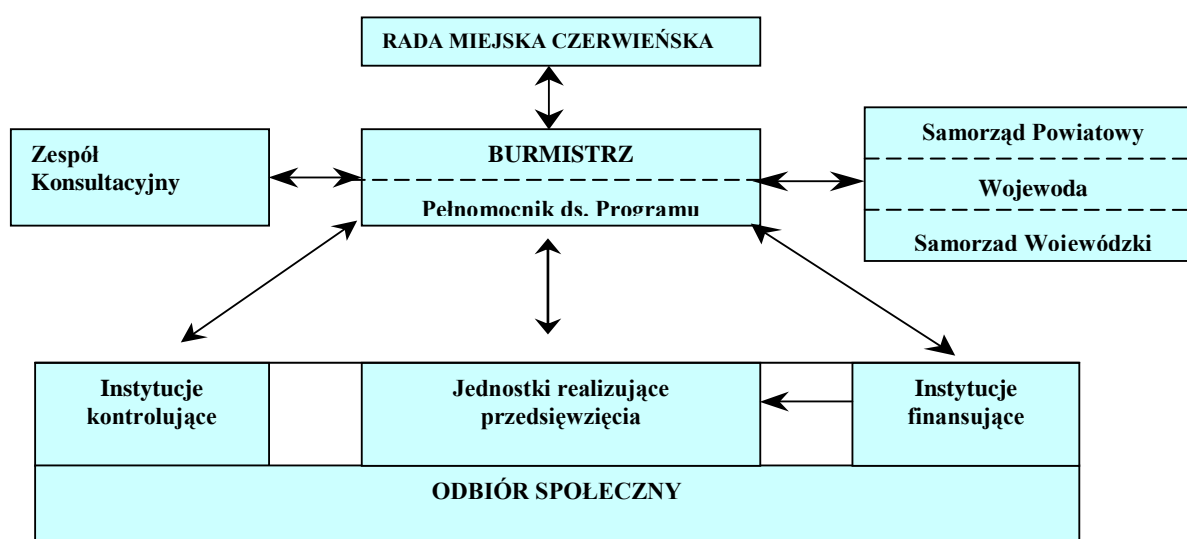 RADA MIEJSKA CZERWIEŃSKA
Zespół
Konsultacyjny
BURMISTRZ
Pełnomocnik ds. Programu
Samorząd Powiatowy
Wojewoda
Samorzad Wojewódzki
Instytucje
kontrolujące
Jednostki realizujące
przedsięwzięcia
Instytucje
finansujące
ODBIÓR SPOŁECZNY